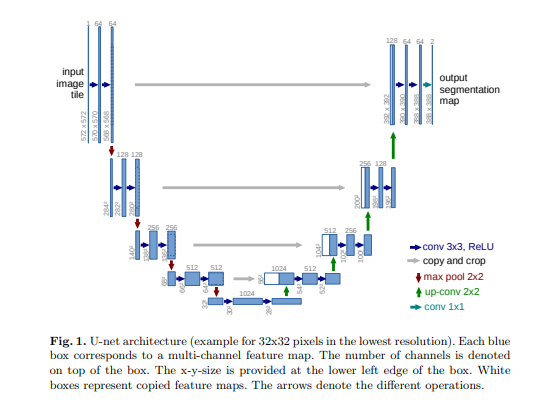 1 64 64
128 64 64 2
input
image
tile
output
segmentation
map
572 x 572
570 x 570
568 x 568
392 x 392
390 x 390
388 x 388
388 x 388
128 128
256 128
284²
282²
280²
200²
198²
196²
256 256
512 256
140²
138²
136²
104²
102²
100²
512 512
1024 512
68²
66²
64²
56²
54²
52²
1024
32²
30²
28²
conv 3x3, ReLU
copy and crop
max pool 2x2
up-conv 2x2
conv 1x1
Fig. 1. U-net architecture (example for 32x32 pixels in the lowest resolution). Each blue
box corresponds to a multi-channel feature map. The number of channels is denoted
on top of the box. The x-y-size is provided at the lower left edge of the box. White
boxes represent copied feature maps. The arrows denote the different operations.